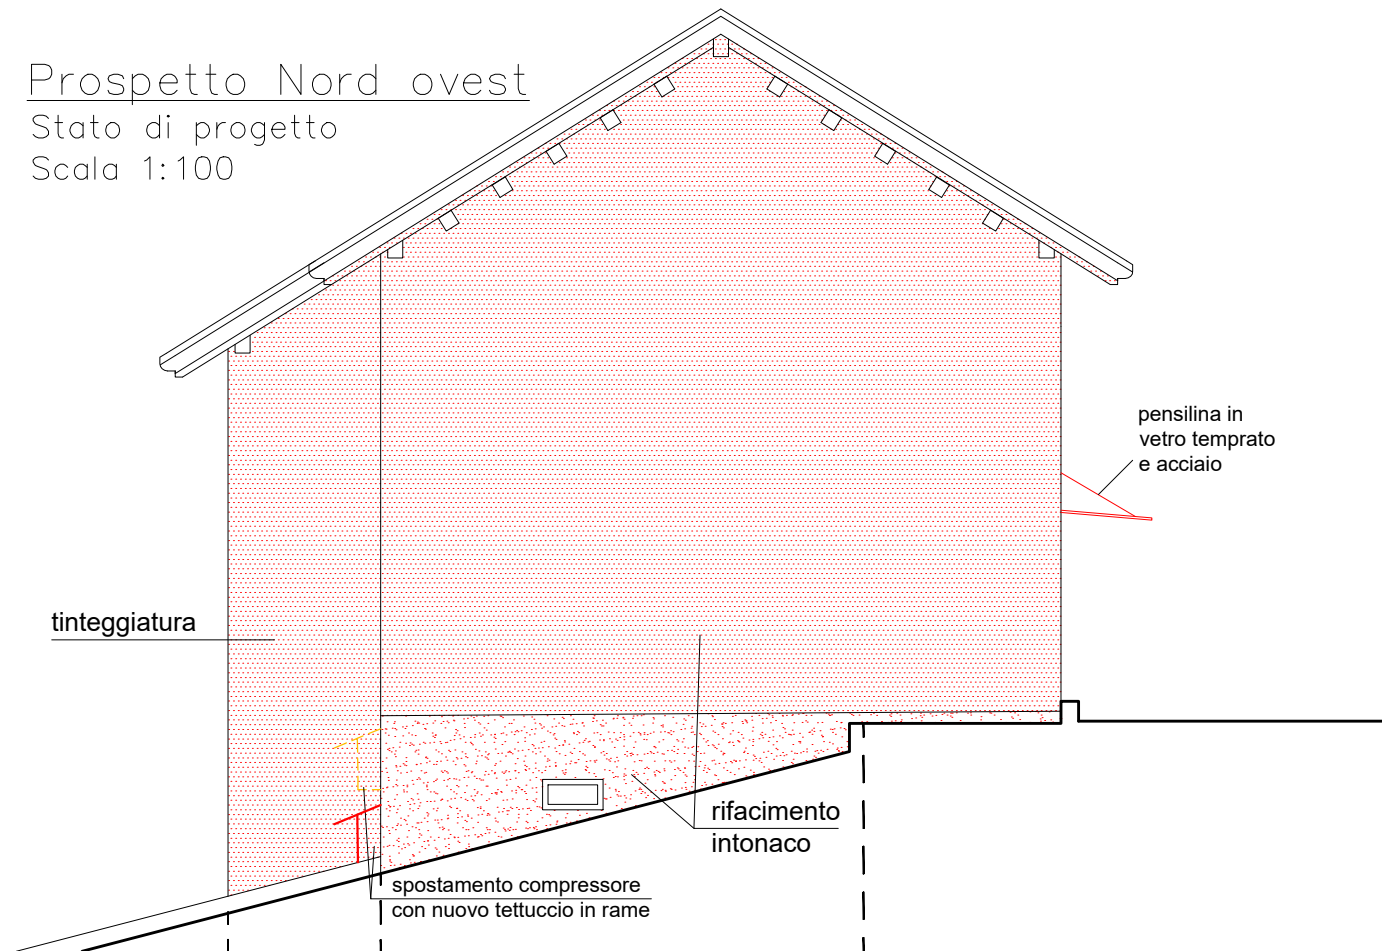 Prospetto Nord ovest
Stato di progetto
Scala 1:100
pensilina in
vetro temprato
e acciaio
tinteggiatura
rifacimento
intonaco
spostamento compressore
con nuovo tettuccio in rame